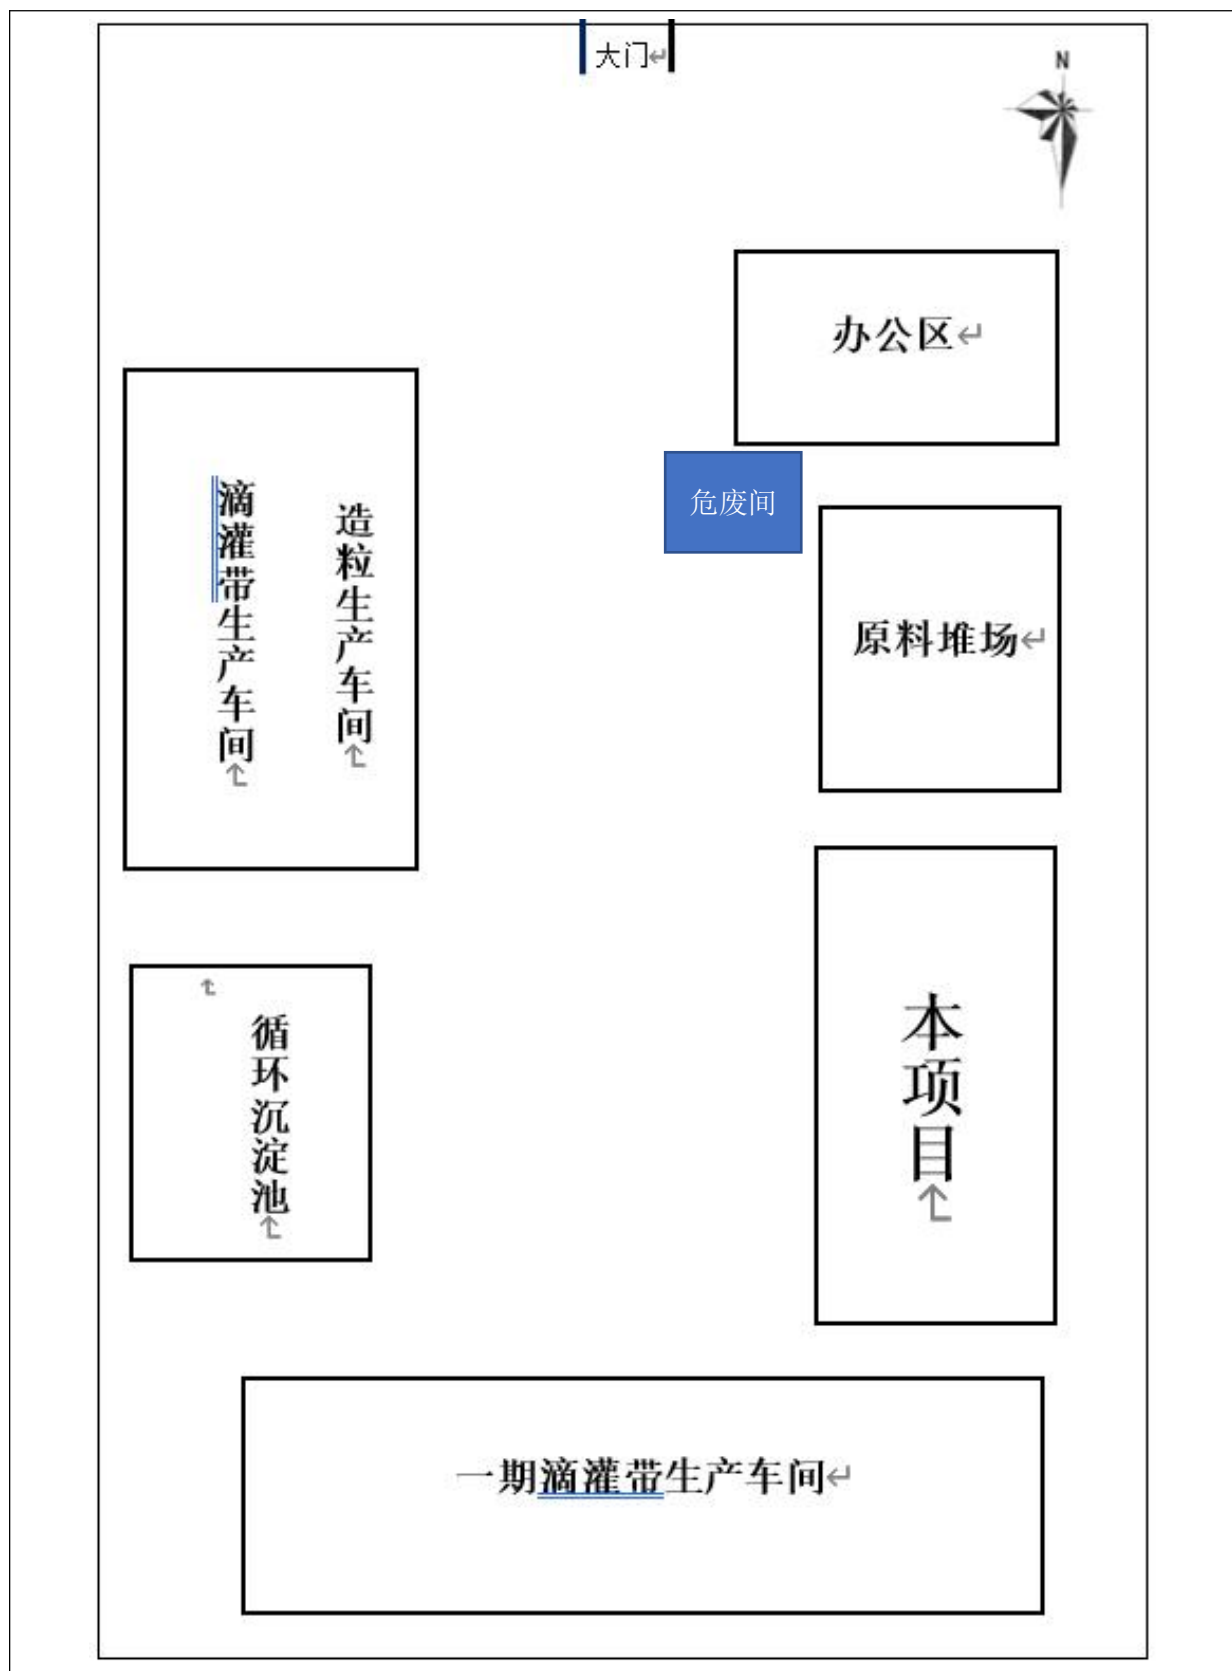 大门
N
办公区
危废间
造粒生产车间
滴灌带生产车间
原料堆场
本项目
循环沉淀池
一期滴灌带生产车间